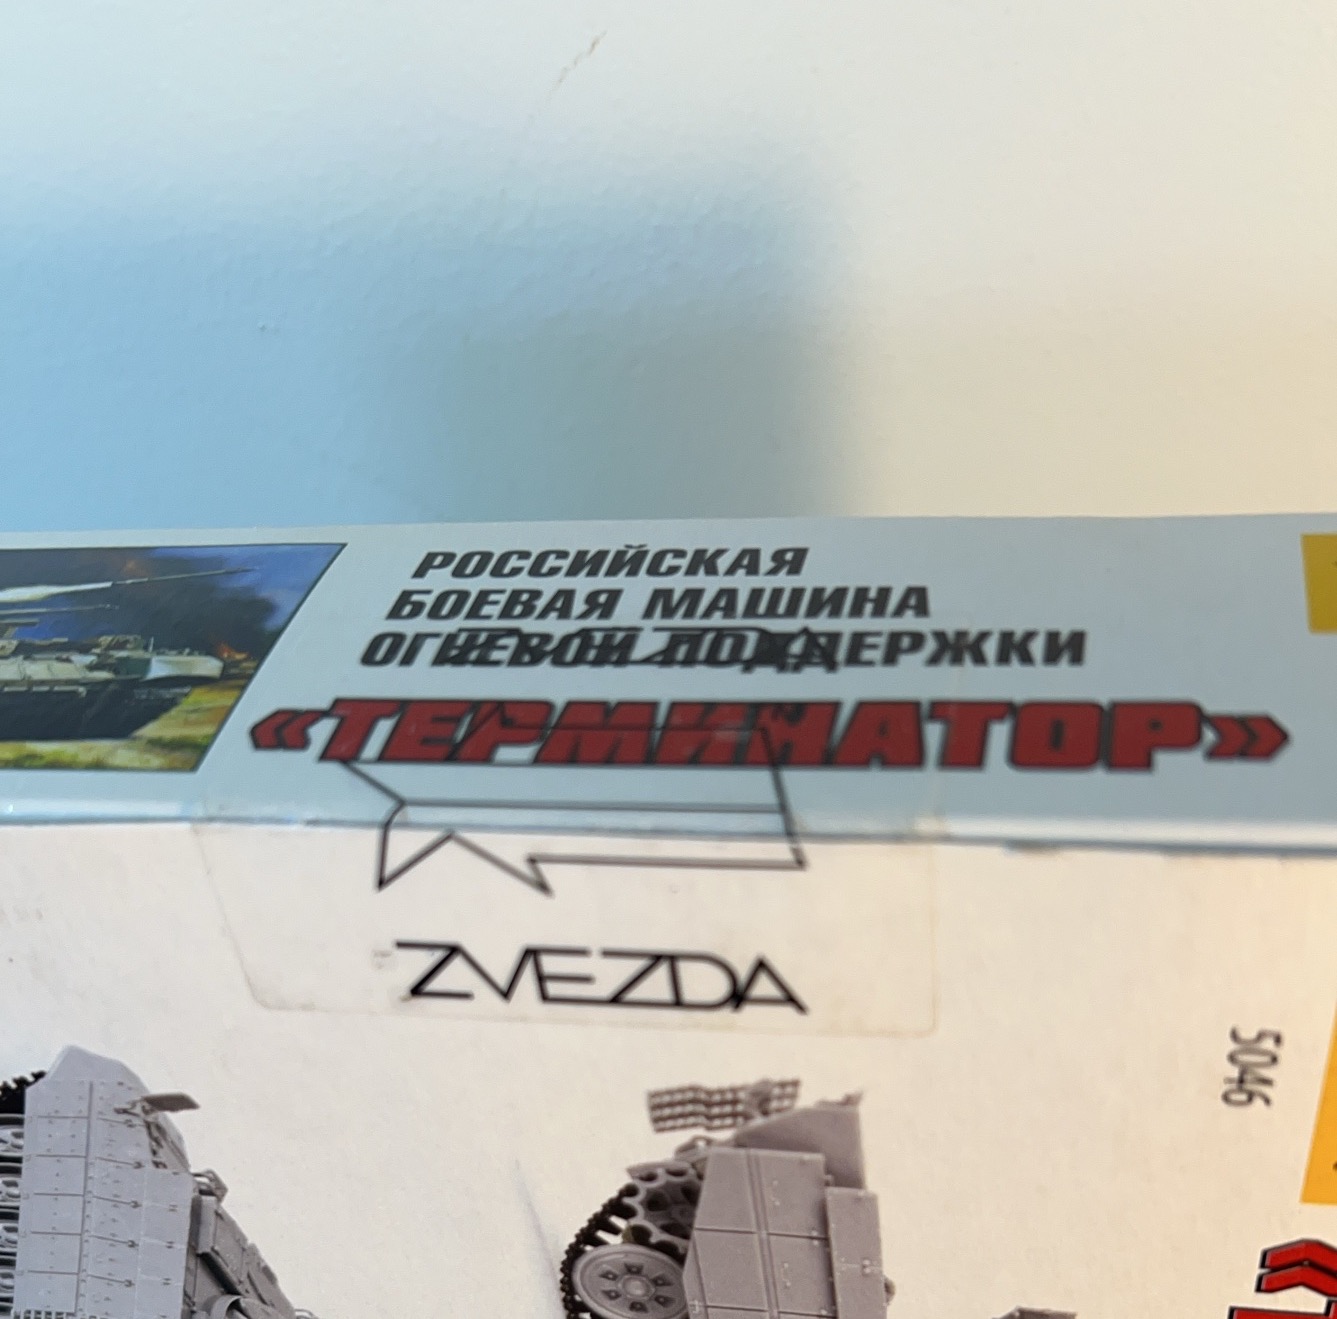 РОССИЙСКАЯ
БОЕВАЯ МАШИНА
ОГНЕВОЙ ПОДДЕРЖКИ
«ТЕРМИНАТОР»
ZVEZDA
5046